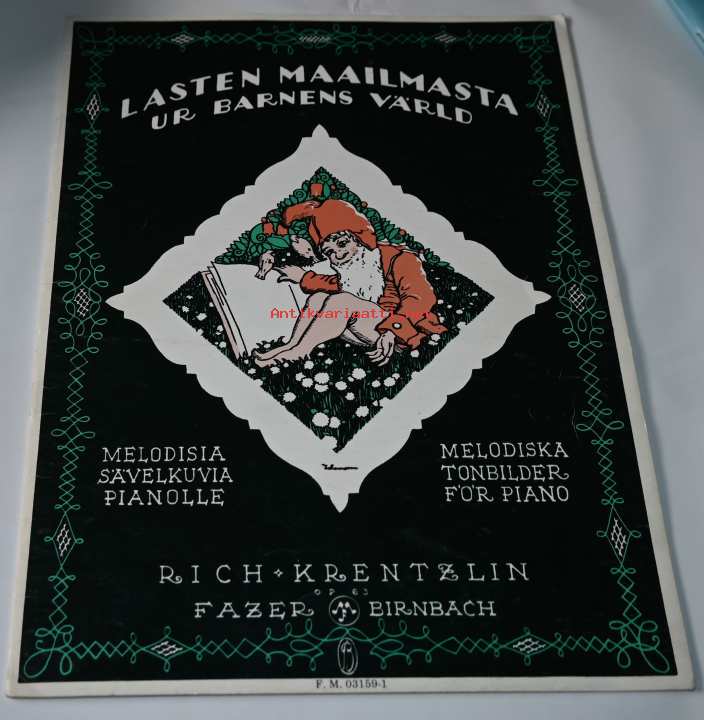 LASTEN MAAILMASTA
UR BARNENS VÄRLD
Antikvariaatti.net
MELODISIA
SÄVELKUVIA
PIANOLLE
MELODISKA
TONBILDER
FÖR PIANO
RICH KRENTZLIN
OP 63
FAZER BIRNBACH
F. M. 03159-1